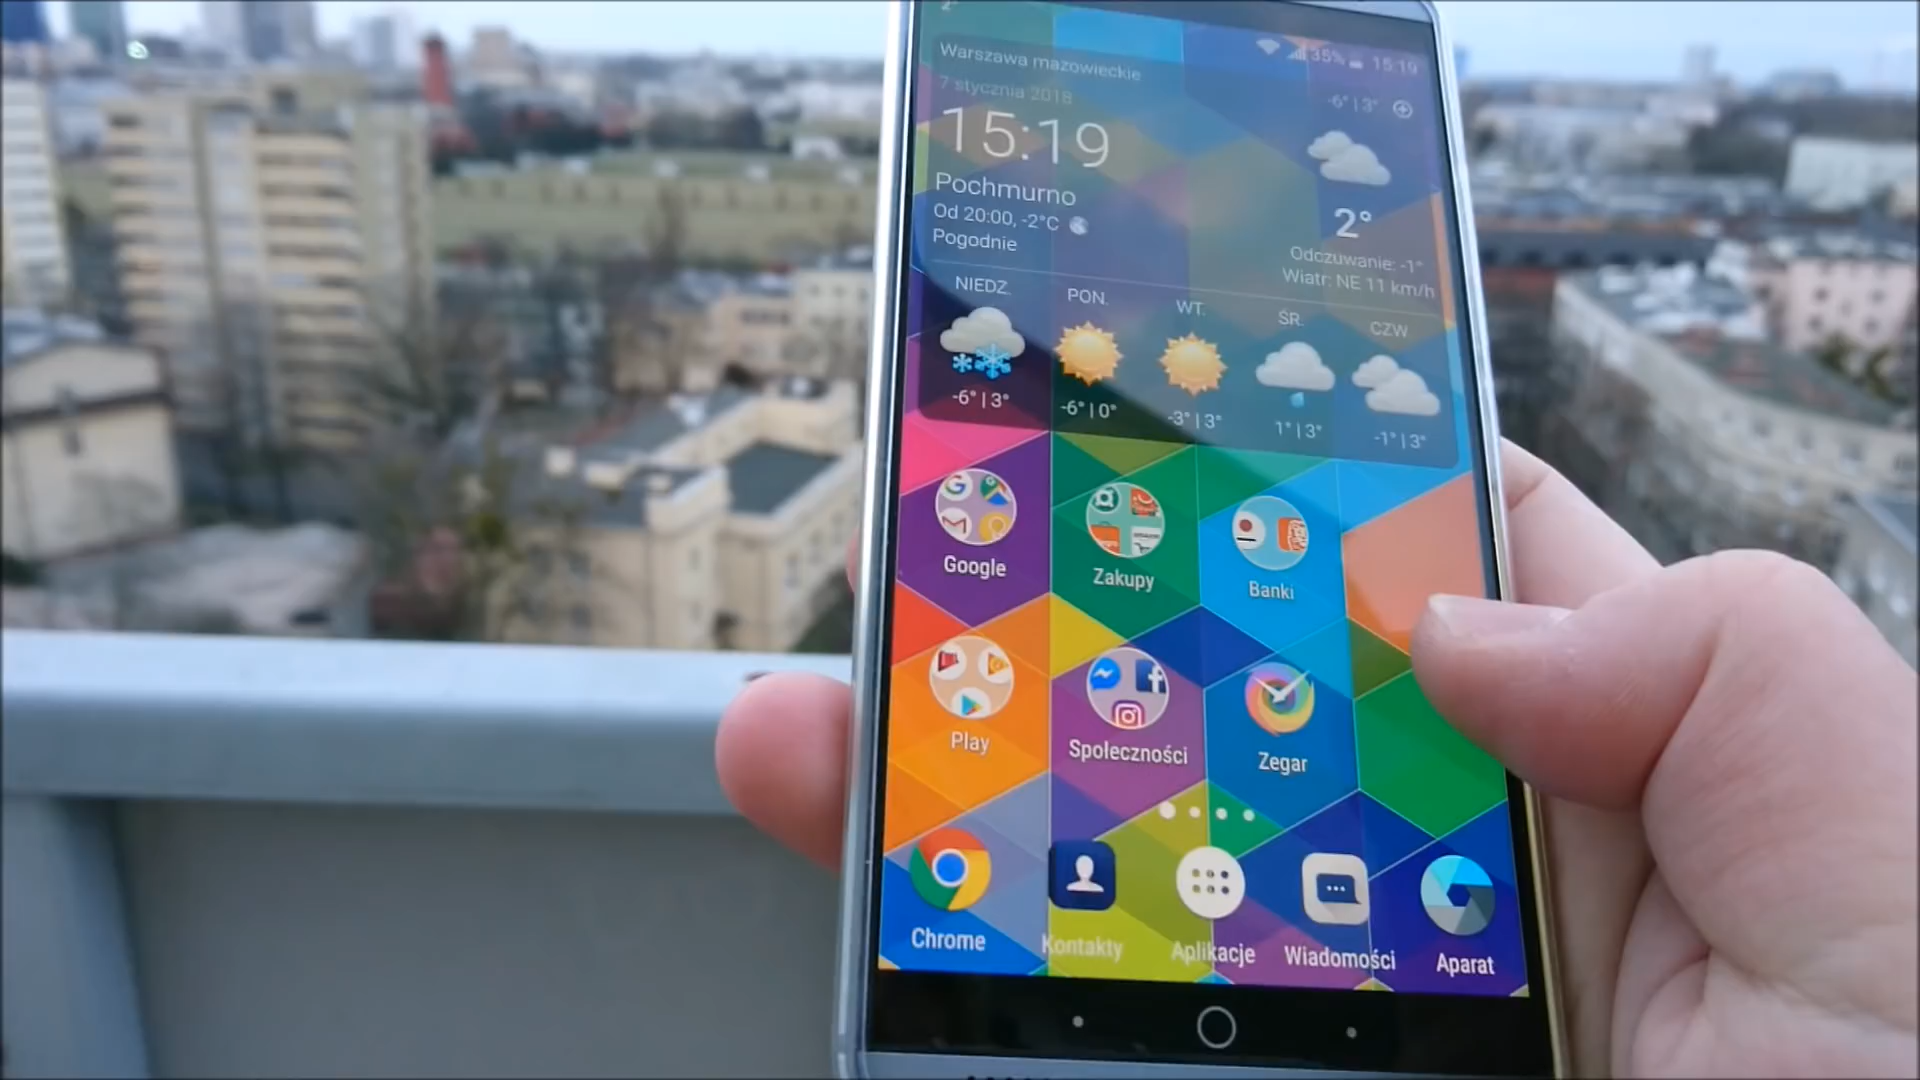 2°
35% 15:19
Warszawa mazowieckie
7 stycznia 2018
-6° | 3°
15:19
Pochmurno
Od 20:00, -2°C
Pogodnie
2°
Odczuwanie: -1°
Wiatr: NE 11 km/h
NIEDZ. PON. WT. ŚR. CZW
-6° | 3° -6° | 0° -3° | 3° 1° | 3° -1° | 3°
Google Zakupy Banki
Play Społeczności Zegar
Chrome Kontakty Aplikacje Wiadomości Aparat